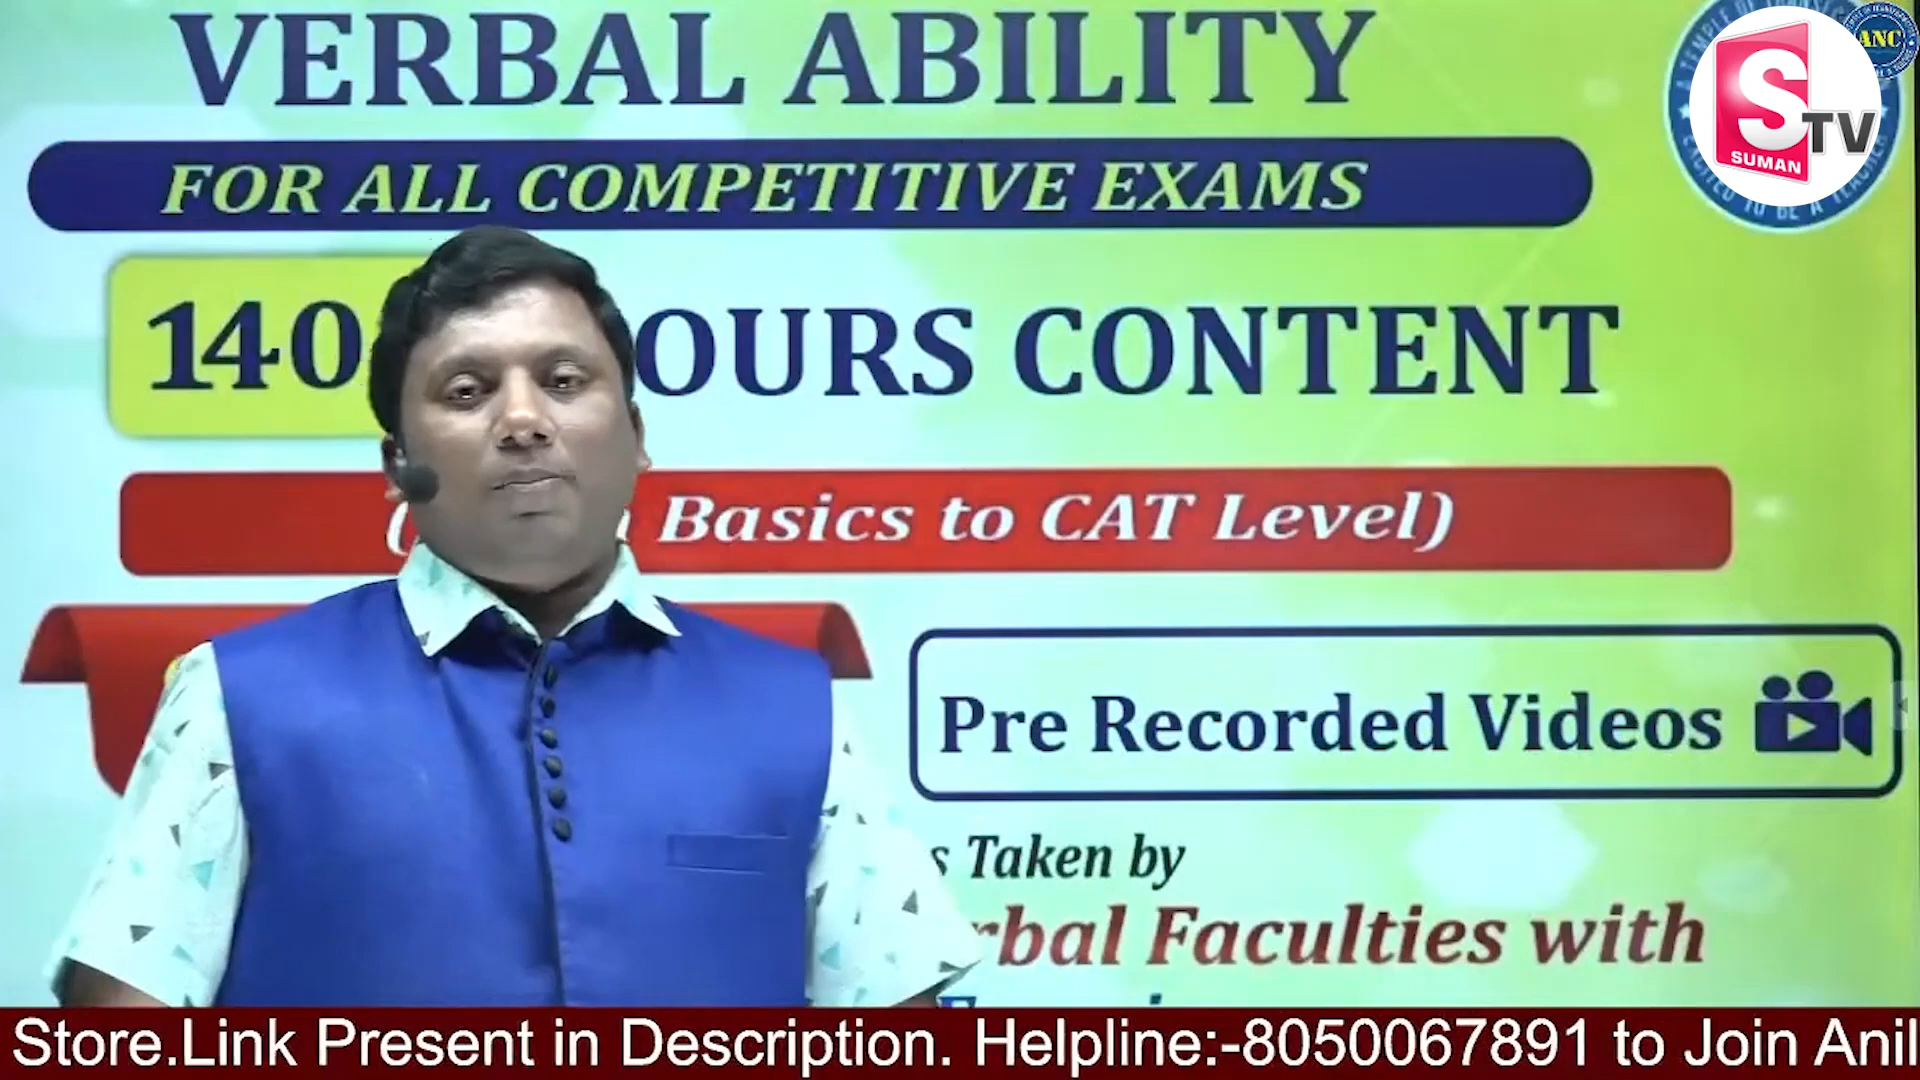 VERBAL ABILITY
FOR ALL COMPETITIVE EXAMS
140
OURS CONTENT
Basics to CAT Level)
Pre Recorded Videos
s Taken by
rbal Faculties with
S TV
SUMAN
ANC
Store.Link Present in Description. Helpline:-8050067891 to Join Anil